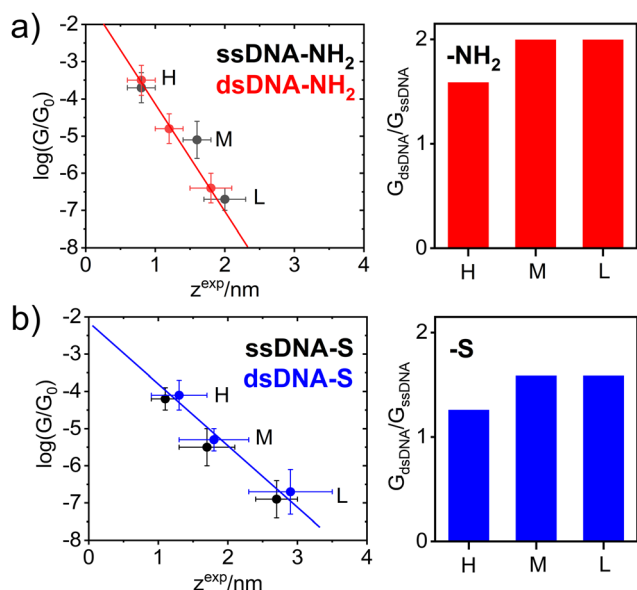 a)
ssDNA-NH2
dsDNA-NH2
H
M
L
log(G/G0)
-2
-3
-4
-5
-6
-7
-8
0 1 2 3 4
z^exp/nm
-NH2
GdsDNA/GssDNA
2
1
0
H M L
b)
ssDNA-S
dsDNA-S
H
M
L
log(G/G0)
-2
-3
-4
-5
-6
-7
-8
0 1 2 3 4
z^exp/nm
-S
GdsDNA/GssDNA
2
1
0
H M L